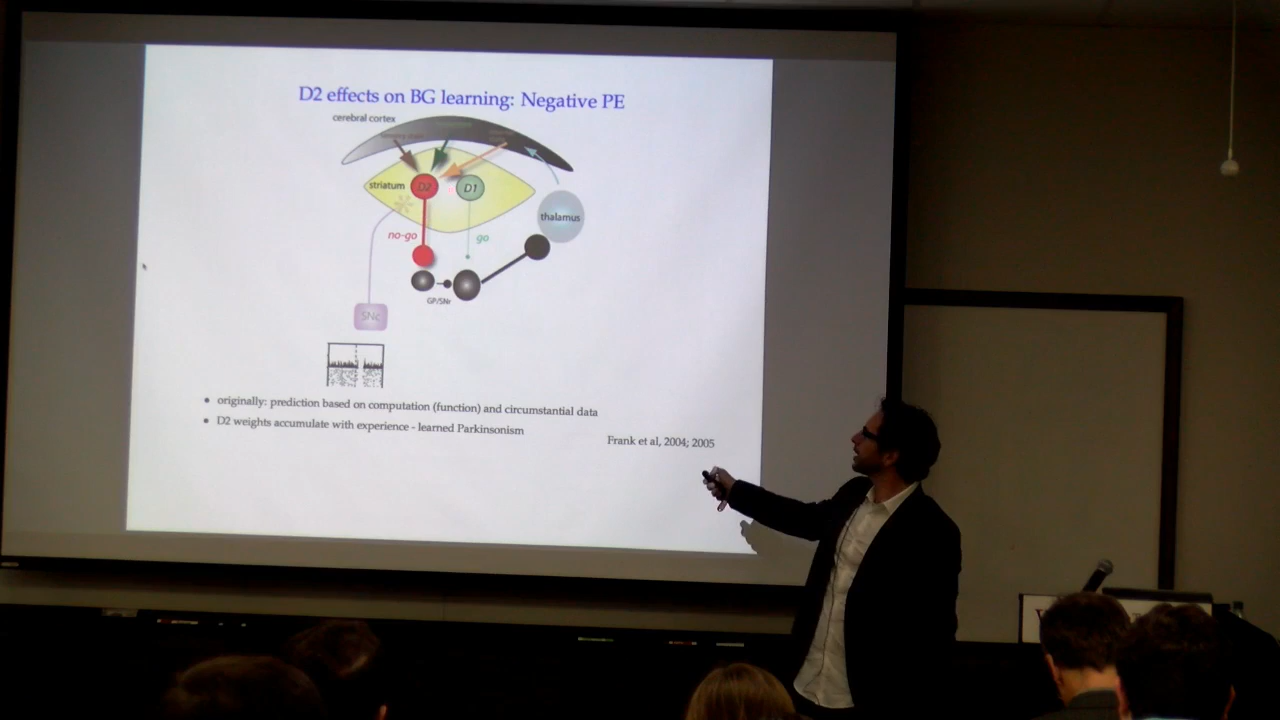 D2 effects on BG learning: Negative PE
cerebral cortex
striatum
D2
D1
thalamus
no-go
go
GP/SNr
SNc
• originally: prediction based on computation (function) and circumstantial data
• D2 weights accumulate with experience - learned Parkinsonism
Frank et al, 2004; 2005